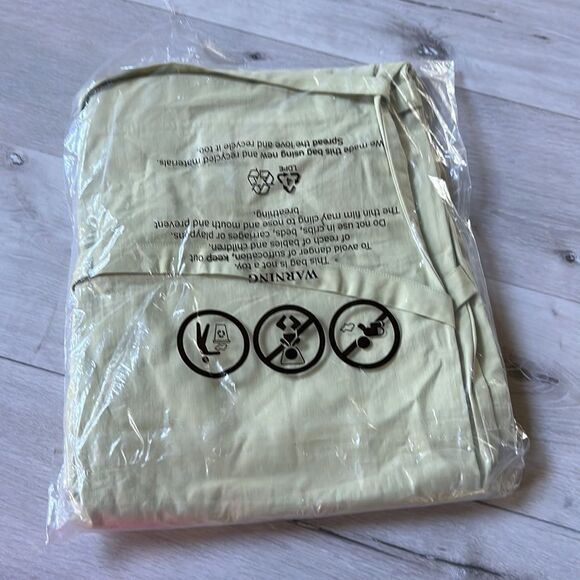 WARNING
* This bag is not a toy.
To avoid danger of suffocation, keep out
of reach of babies and children.
Do not use in cribs, beds, carriages or playpens.
The thin film may cling to nose and mouth and prevent
breathing.
LDPE
We made this bag using new and recycled materials.
Spread the love and recycle it too.